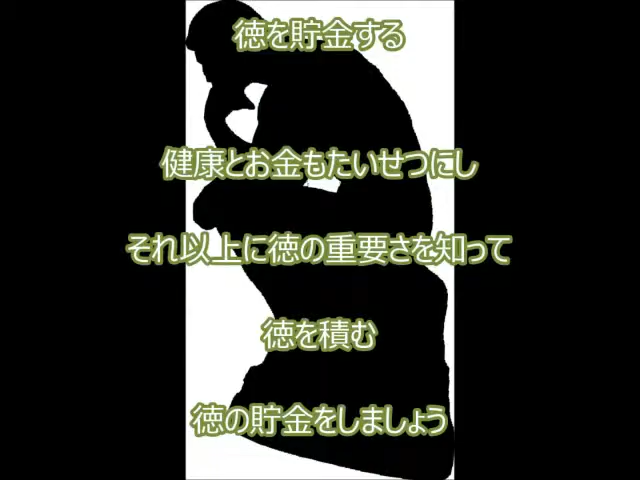 徳を貯金する
健康とお金もたいせつにし
それ以上に徳の重要さを知って
徳を積む
徳の貯金をしましょう